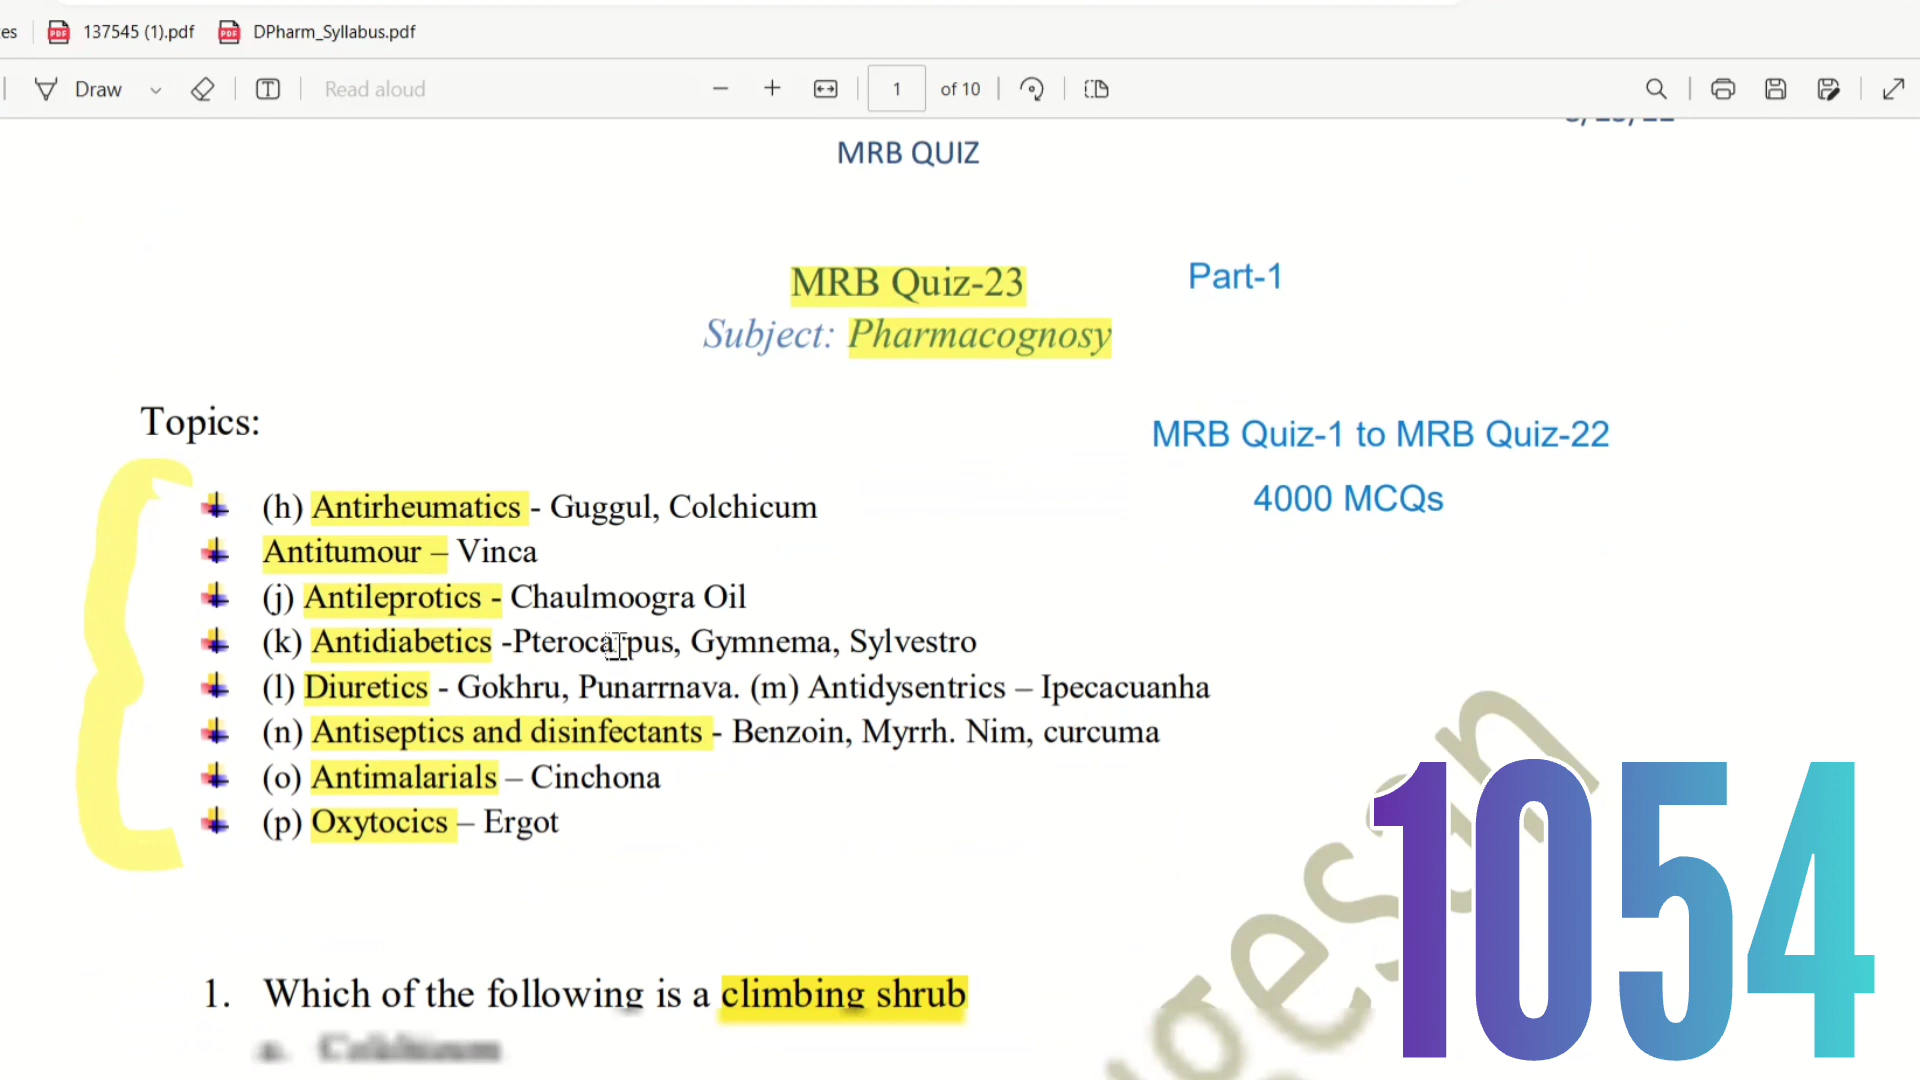 es
137545 (1).pdf
DPharm_Syllabus.pdf
Draw
Read aloud
1
of 10
MRB QUIZ
MRB Quiz-23
Part-1
Subject: Pharmacognosy
Topics:
MRB Quiz-1 to MRB Quiz-22
4000 MCQs
(h) Antirheumatics - Guggul, Colchicum
Antitumour – Vinca
(j) Antileprotics - Chaulmoogra Oil
(k) Antidiabetics -Pterocarpus, Gymnema, Sylvestro
(l) Diuretics - Gokhru, Punarrnava. (m) Antidysentrics – Ipecacuanha
(n) Antiseptics and disinfectants - Benzoin, Myrrh. Nim, curcuma
(o) Antimalarials – Cinchona
(p) Oxytocics – Ergot
1. Which of the following is a climbing shrub
a. Colchicum
gesan
1054